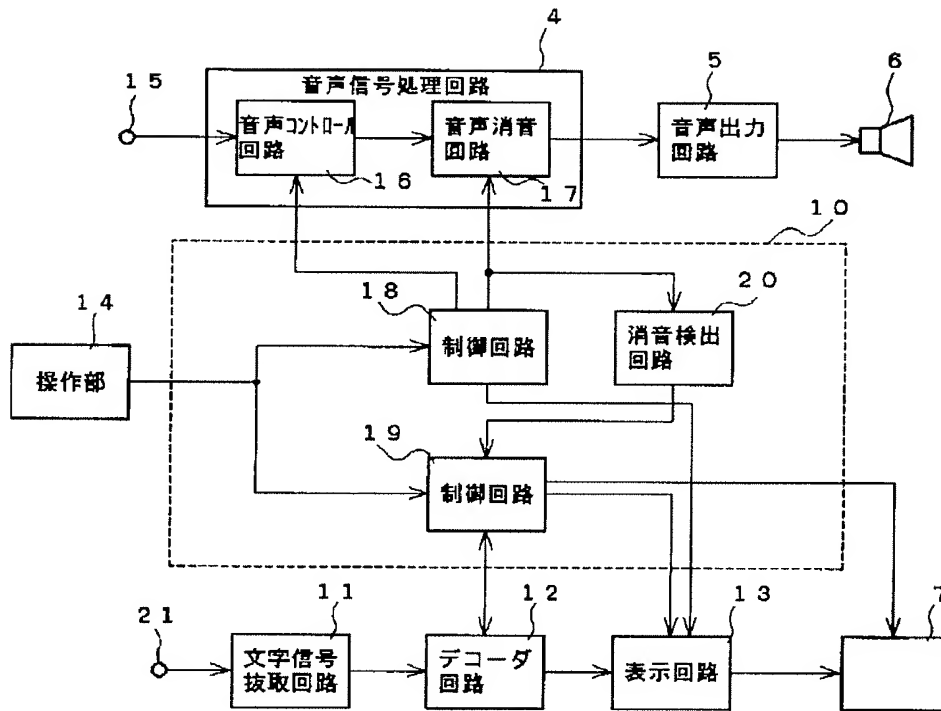 4
15
音声信号処理回路
5
6
音声コントロール
回路
音声消音
回路
音声出力
回路
16
17
10
18
20
14
制御回路
消音検出
回路
操作部
19
制御回路
11
12
13
7
21
文字信号
抜取回路
デコーダ
回路
表示回路